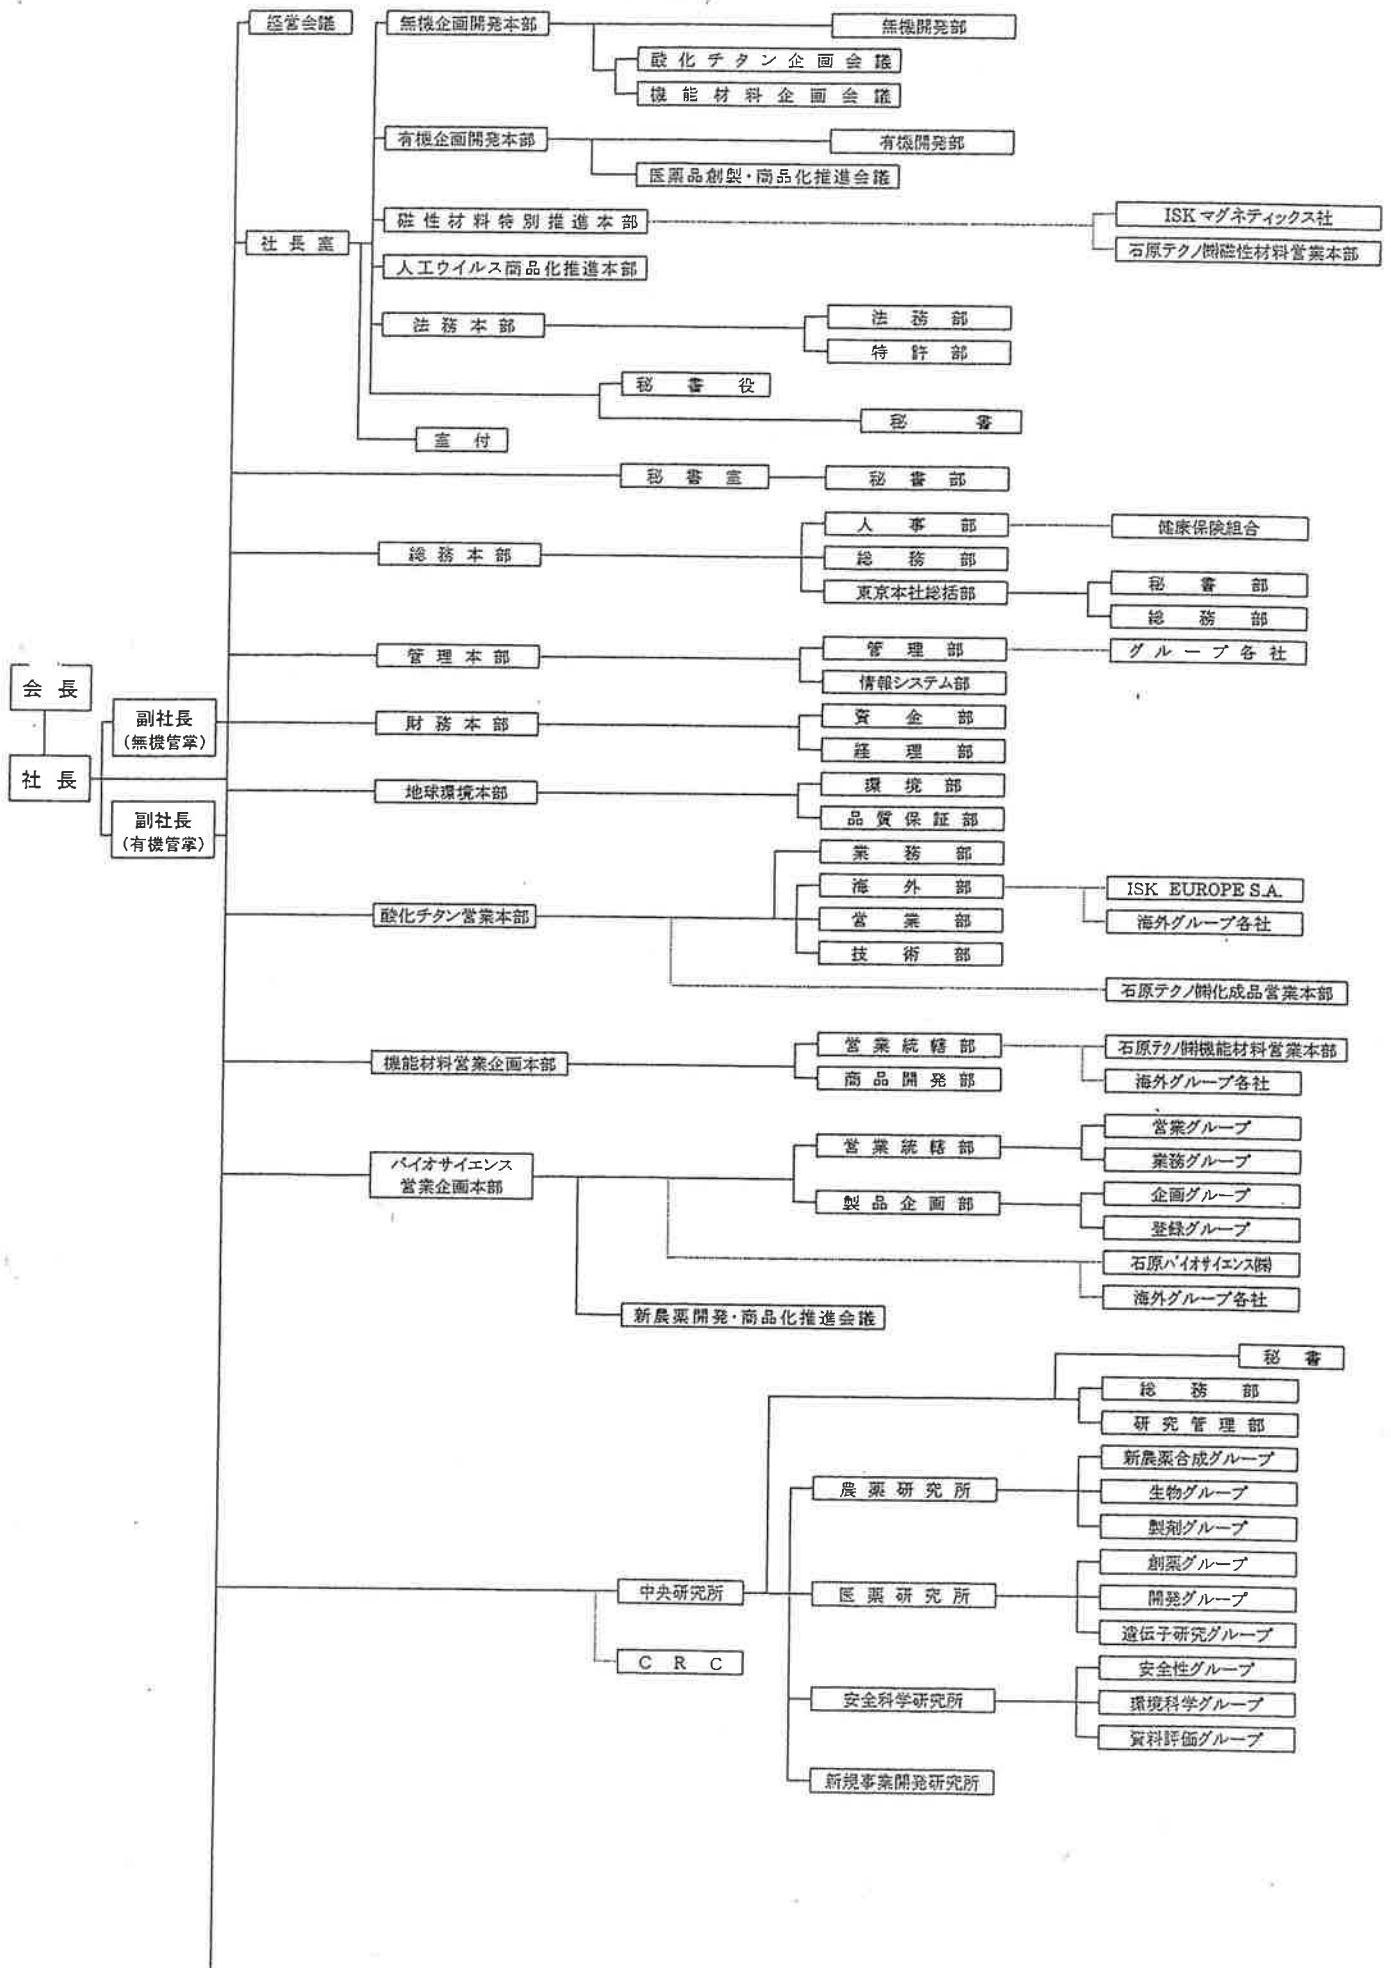 経営会議
無機企画開発本部
無機開発部
酸化チタン企画会議
機能材料企画会議
有機企画開発本部
有機開発部
医薬品創製・商品化推進会議
磁性材料特別推進本部
ISKマグネティックス社
石原テクノ㈱磁性材料営業本部
社長室
人工ウイルス商品化推進本部
法務本部
法務部
特許部
秘書役
秘書
室付
秘書室
秘書部
総務本部
人事部
健康保険組合
総務部
東京本社総括部
秘書部
総務部
管理本部
管理部
グループ各社
情報システム部
会長
社長
副社長
(無機管掌)
副社長
(有機管掌)
財務本部
資金部
経理部
地球環境本部
環境部
品質保証部
酸化チタン営業本部
業務部
海外部
ISK EUROPE S.A.
海外グループ各社
営業部
技術部
石原テクノ㈱化成品営業本部
機能材料営業企画本部
営業統轄部
石原テクノ㈱機能材料営業本部
商品開発部
海外グループ各社
バイオサイエンス
営業企画本部
営業統轄部
営業グループ
業務グループ
製品企画部
企画グループ
登録グループ
石原バイオサイエンス㈱
海外グループ各社
新農薬開発・商品化推進会議
秘書
総務部
研究管理部
中央研究所
CRC
農薬研究所
新農薬合成グループ
生物グループ
製剤グループ
医薬研究所
創薬グループ
開発グループ
遺伝子研究グループ
安全科学研究所
安全性グループ
環境科学グループ
資料評価グループ
新規事業開発研究所